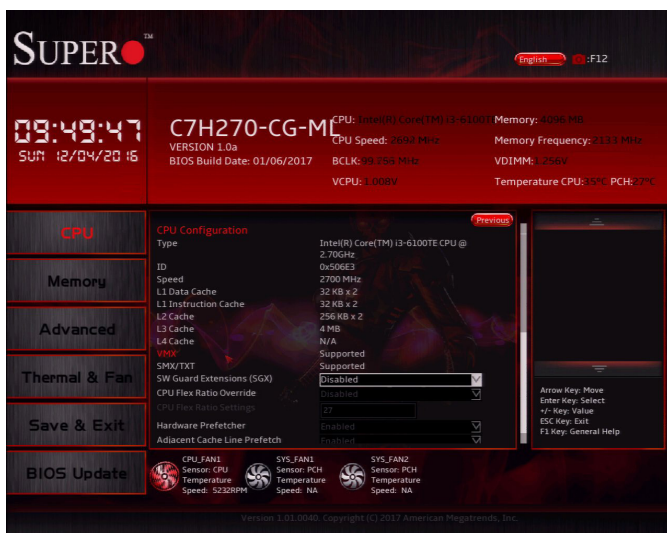 SUPER TM
English :F12
09:49:47
SUN 12/04/2016
C7H270-CG-ML
VERSION 1.0a
BIOS Build Date: 01/06/2017
CPU: Intel(R) Core(TM) i3-6100TE
CPU Speed: 2692 MHz
BCLK: 99.756 MHz
VCPU: 1.008V
Memory: 4096 MB
Memory Frequency: 2133 MHz
VDIMM: 1.256V
Temperature CPU: 35°C PCH:
CPU
Memory
Advanced
Thermal & Fan
Save & Exit
BIOS Update
Previous
CPU Configuration
Type Intel(R) Core(TM) i3-6100TE CPU @
2.70GHz
ID 0x506E3
Speed 2700 MHz
L1 Data Cache 32 KB x 2
L1 Instruction Cache 32 KB x 2
L2 Cache 256 KB x 2
L3 Cache 4 MB
L4 Cache N/A
VMX Supported
SMX/TXT Supported
SW Guard Extensions (SGX) Disabled
CPU Flex Ratio Override Disabled
CPU Flex Ratio Settings 27
Hardware Prefetcher Enabled
Adjacent Cache Line Prefetch Enabled
Arrow Key: Move
Enter Key: Select
+/- Key: Value
ESC Key: Exit
F1 Key: General Help
CPU_FAN1
Sensor: CPU
Temperature
Speed: 5232RPM
SYS_FAN1
Sensor: PCH
Temperature
Speed: NA
SYS_FAN2
Sensor: PCH
Temperature
Speed: NA
Version 1.01.0040. Copyright (C) 2017 American Megatrends, Inc.